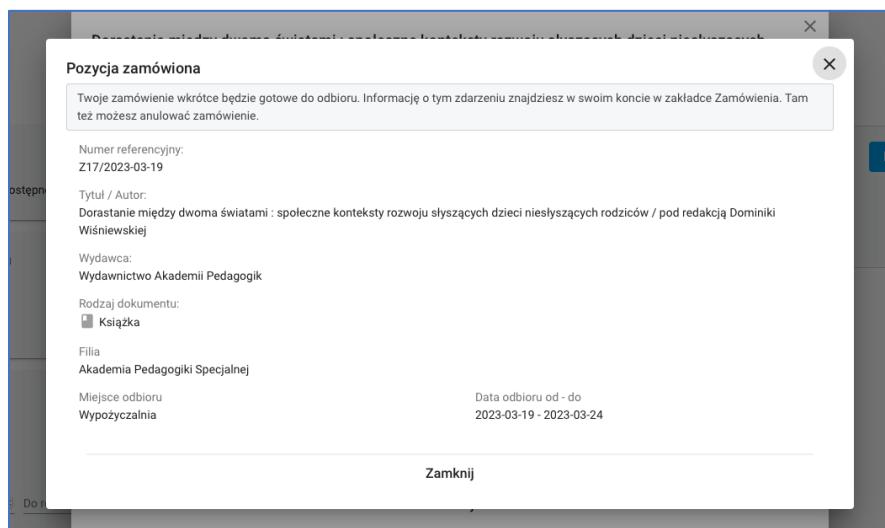 Pozycja zamówiona
Twoje zamówienie wkrótce będzie gotowe do odbioru. Informację o tym zdarzeniu znajdziesz w swoim koncie w zakładce Zamówienia. Tam
też możesz anulować zamówienie.
Numer referencyjny:
Z17/2023-03-19
Tytuł / Autor:
Dorastanie między dwoma światami : społeczne konteksty rozwoju słyszących dzieci niesłyszących rodziców / pod redakcją Dominiki
Wiśniewskiej
Wydawca:
Wydawnictwo Akademii Pedagogik
Rodzaj dokumentu:
Książka
Filia
Akademia Pedagogiki Specjalnej
Miejsce odbioru
Wypożyczalnia
Data odbioru od - do
2023-03-19 - 2023-03-24
Zamknij